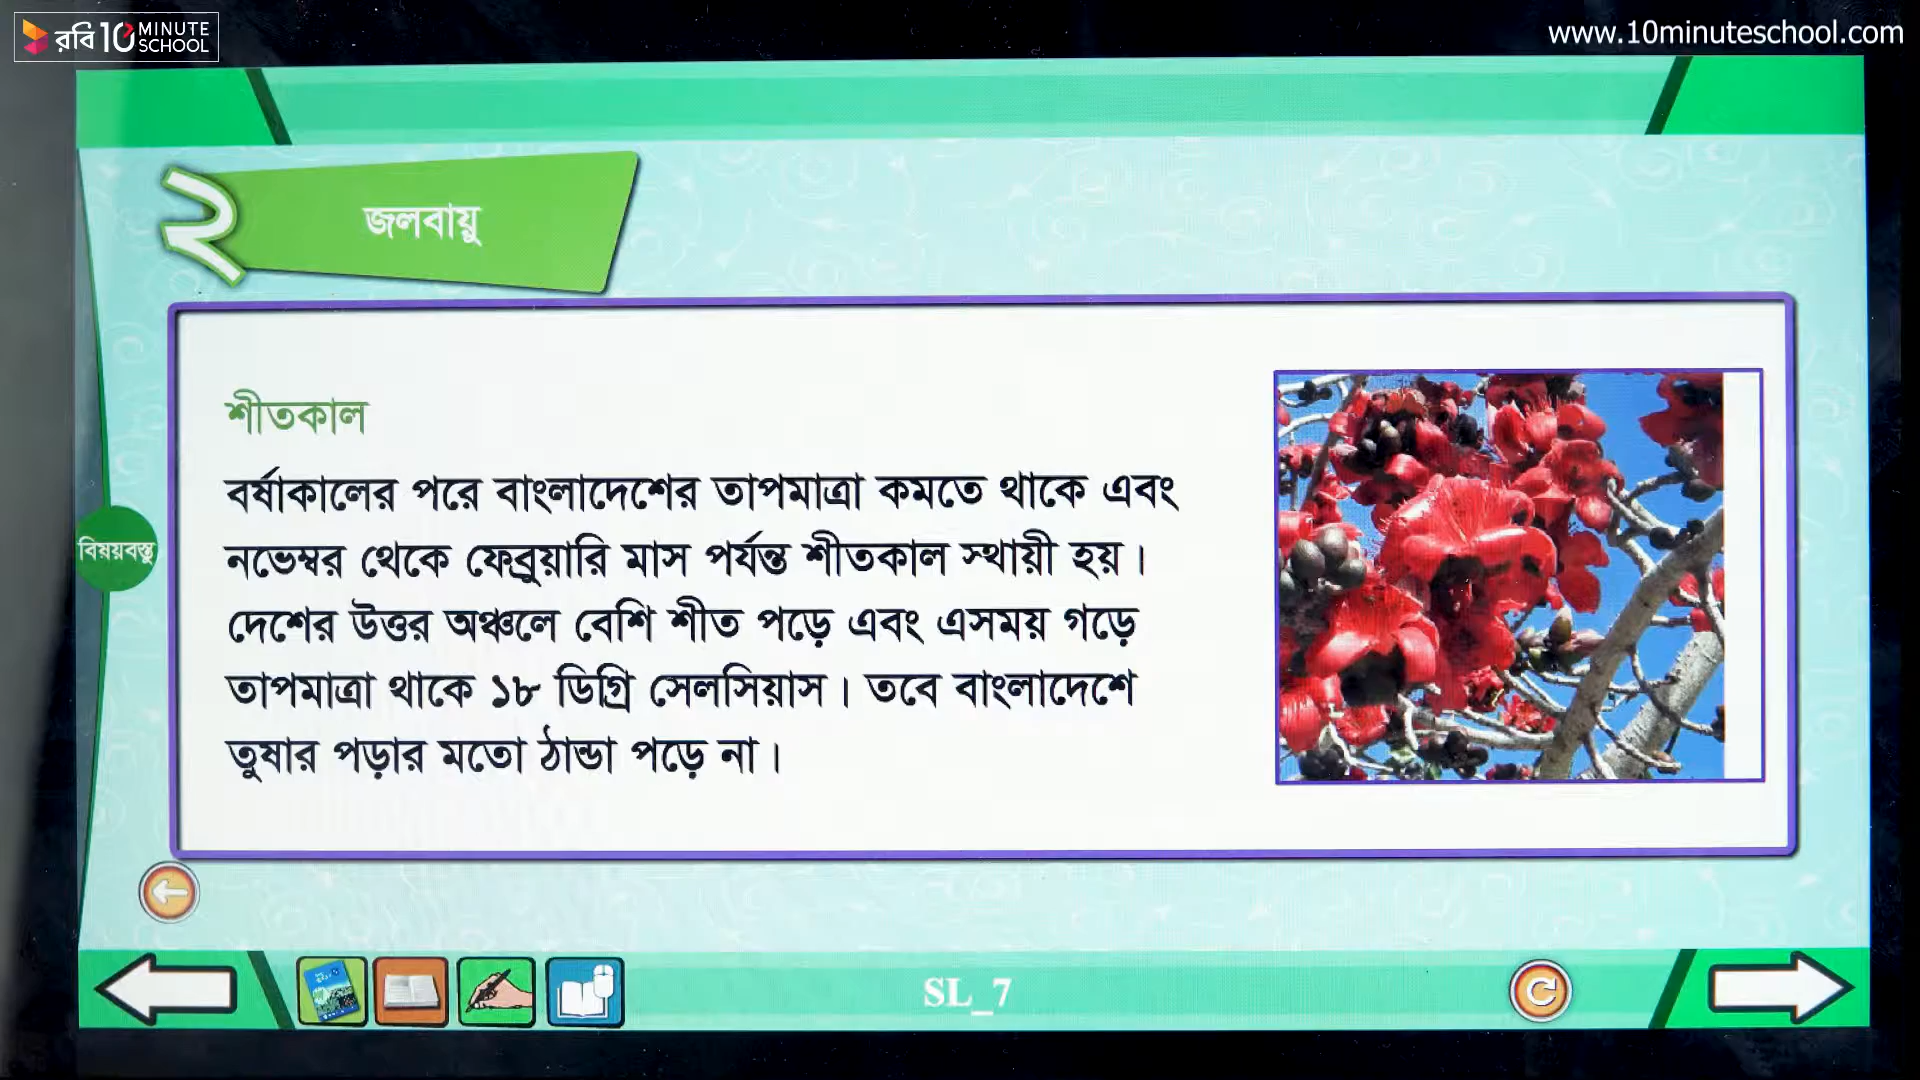 রবি 10 MINUTE SCHOOL
www.10minuteschool.com
২
জলবায়ু
শীতকাল
বর্ষাকালের পরে বাংলাদেশের তাপমাত্রা কমতে থাকে এবং
নভেম্বর থেকে ফেব্রুয়ারি মাস পর্যন্ত শীতকাল স্থায়ী হয়।
দেশের উত্তর অঞ্চলে বেশি শীত পড়ে এবং এসময় গড়ে
তাপমাত্রা থাকে ১৮ ডিগ্রি সেলসিয়াস। তবে বাংলাদেশে
তুষার পড়ার মতো ঠান্ডা পড়ে না।
বিষয়বস্তু
SL_7